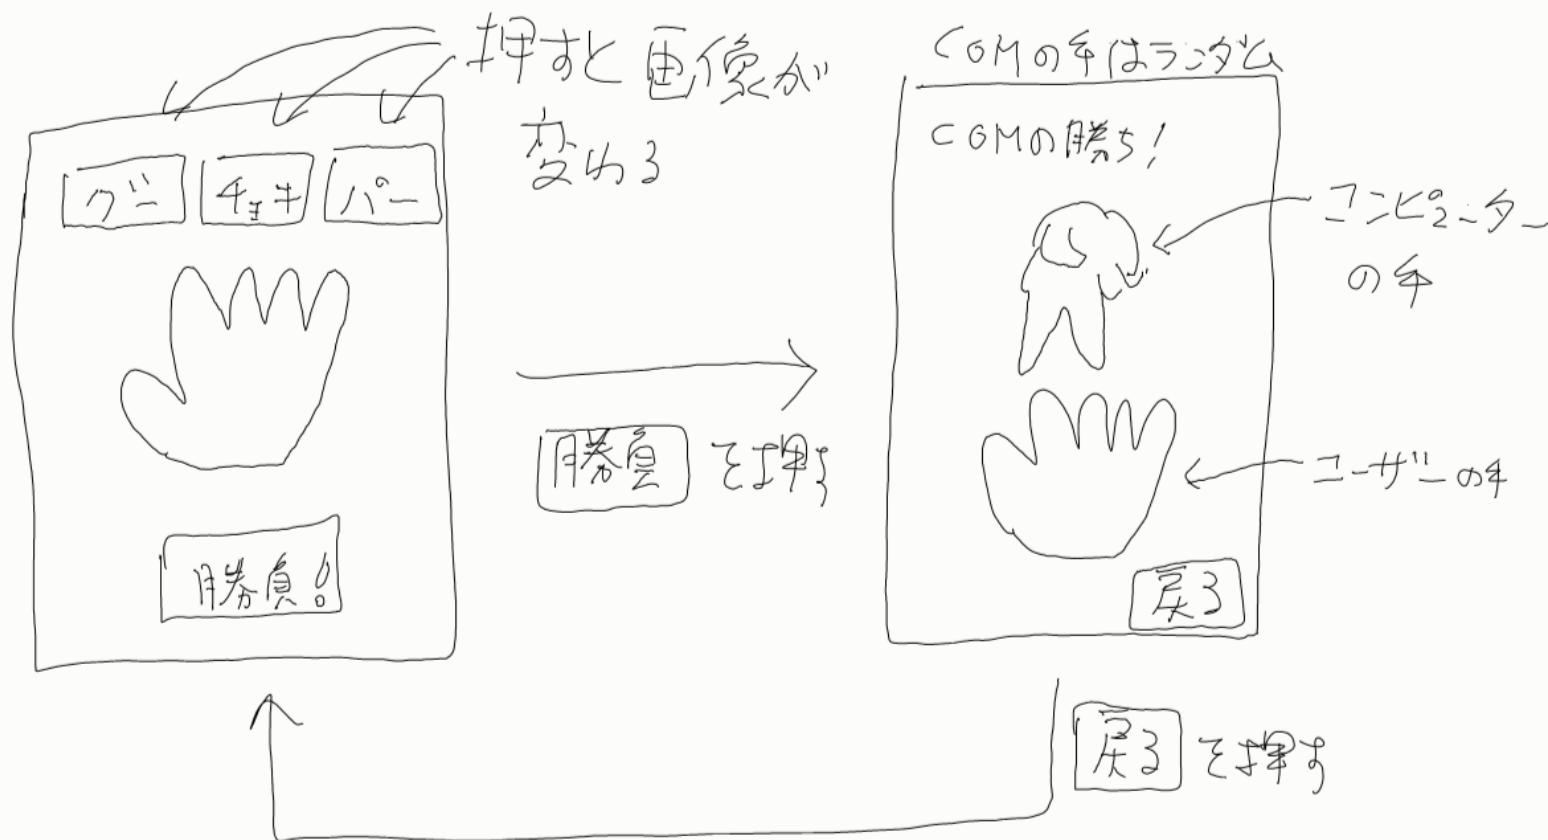 押すと画像が
変わる
グー
チョキ
パー
勝負!
勝負 を押す
COMの手はランダム
COMの勝ち!
コンピューター
の手
ユーザーの手
戻る
戻る を押す